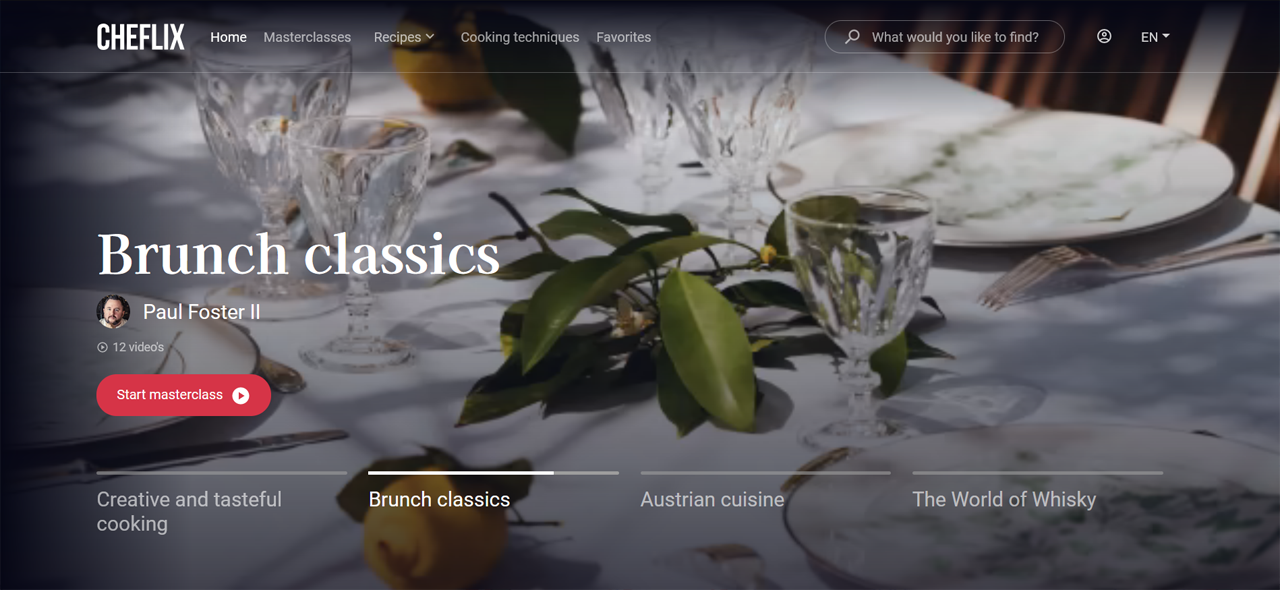 CHEFLIX Home Masterclasses Recipes Cooking techniques Favorites What would you like to find? EN
Brunch classics
Paul Foster II
12 video's
Start masterclass
Creative and tasteful
cooking
Brunch classics
Austrian cuisine
The World of Whisky